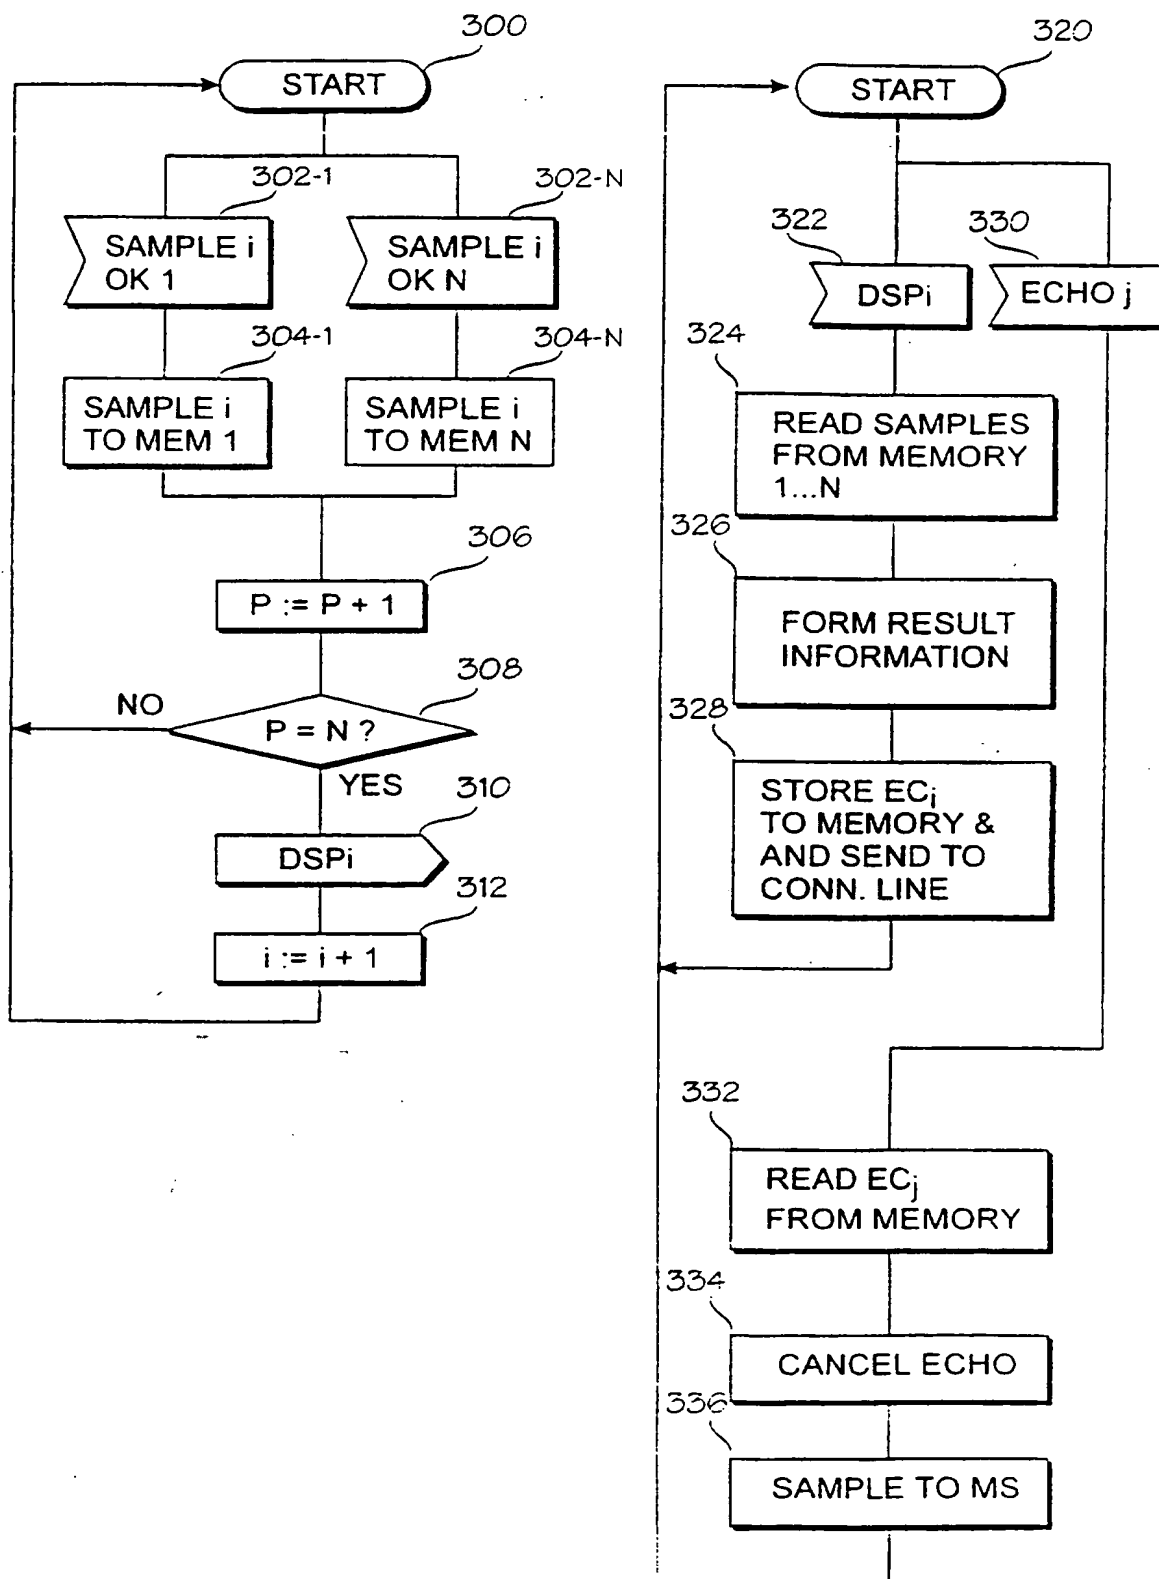 300
START
302-1
302-N
SAMPLE i
OK 1
SAMPLE i
OK N
304-1
304-N
SAMPLE i
TO MEM 1
SAMPLE i
TO MEM N
306
P := P + 1
308
NO
P = N ?
YES
310
DSPi
312
i := i + 1
320
START
322
330
DSPi
ECHO j
324
READ SAMPLES
FROM MEMORY
1...N
326
FORM RESULT
INFORMATION
328
STORE ECi
TO MEMORY &
AND SEND TO
CONN. LINE
332
READ ECj
FROM MEMORY
334
CANCEL ECHO
336
SAMPLE TO MS